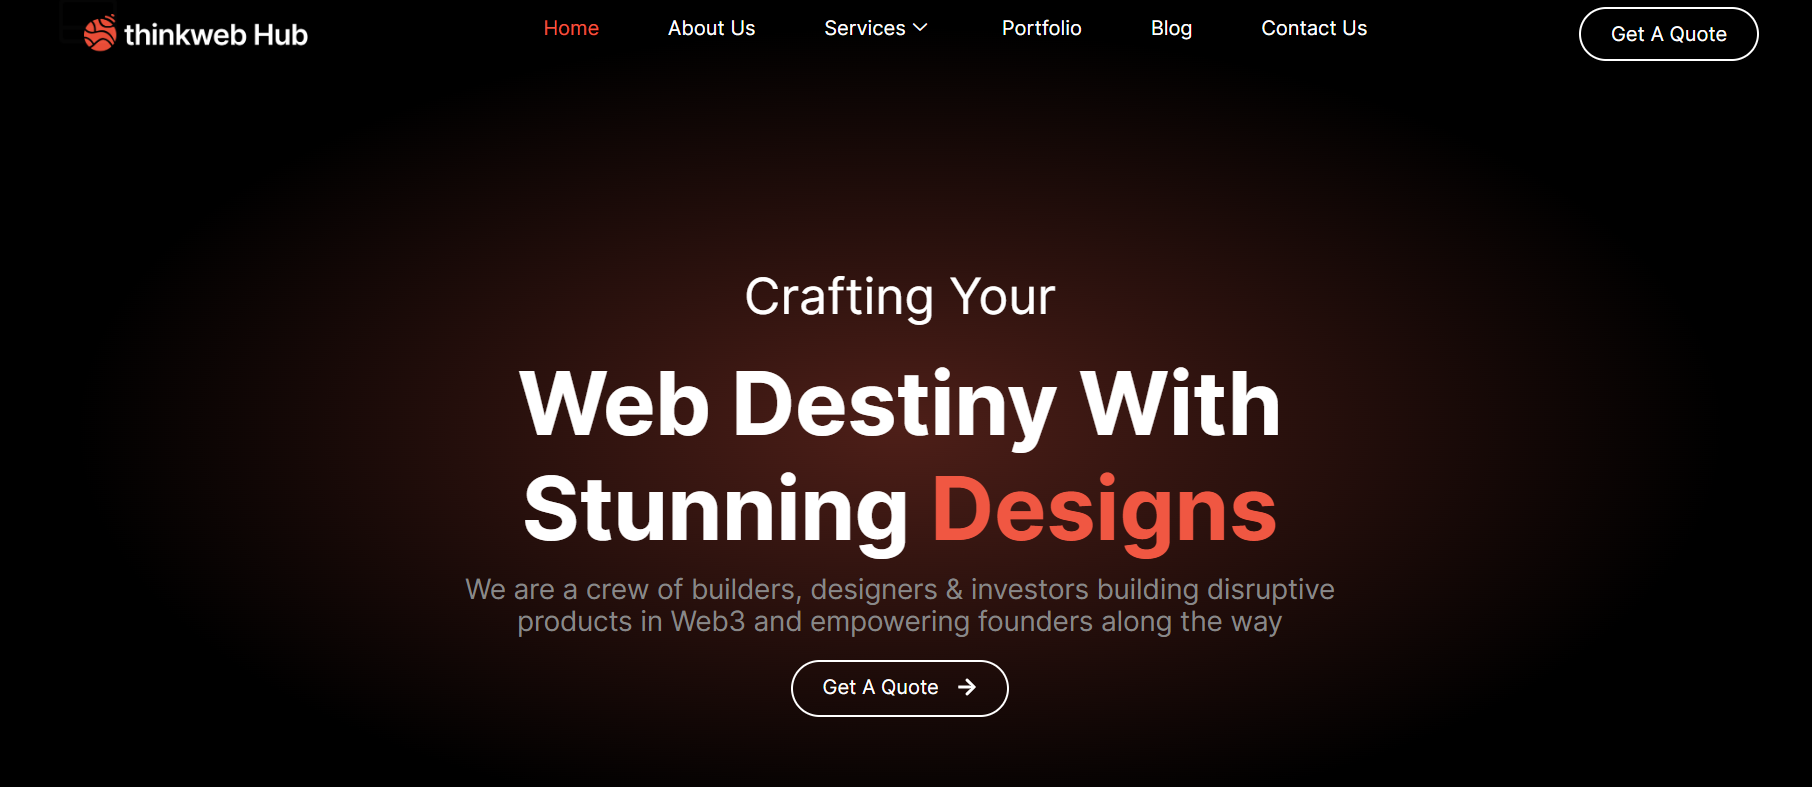 thinkweb Hub
Home
About Us
Services
Portfolio
Blog
Contact Us
Get A Quote
Crafting Your
Web Destiny With
Stunning Designs
We are a crew of builders, designers & investors building disruptive
products in Web3 and empowering founders along the way
Get A Quote